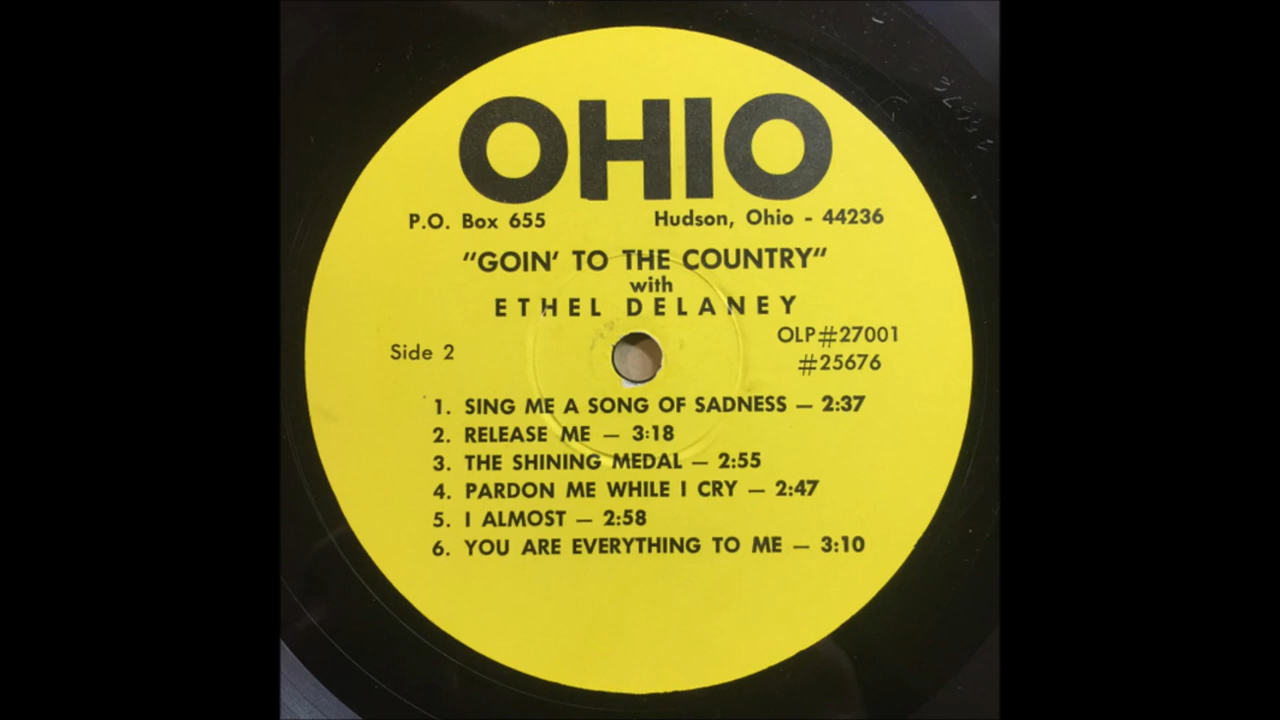 OHIO
P.O. Box 655 Hudson, Ohio - 44236
"GOIN' TO THE COUNTRY"
with
ETHEL DELANEY
OLP#27001
Side 2
#25676
1. SING ME A SONG OF SADNESS — 2:37
2. RELEASE ME — 3:18
3. THE SHINING MEDAL — 2:55
4. PARDON ME WHILE I CRY — 2:47
5. I ALMOST — 2:58
6. YOU ARE EVERYTHING TO ME — 3:10